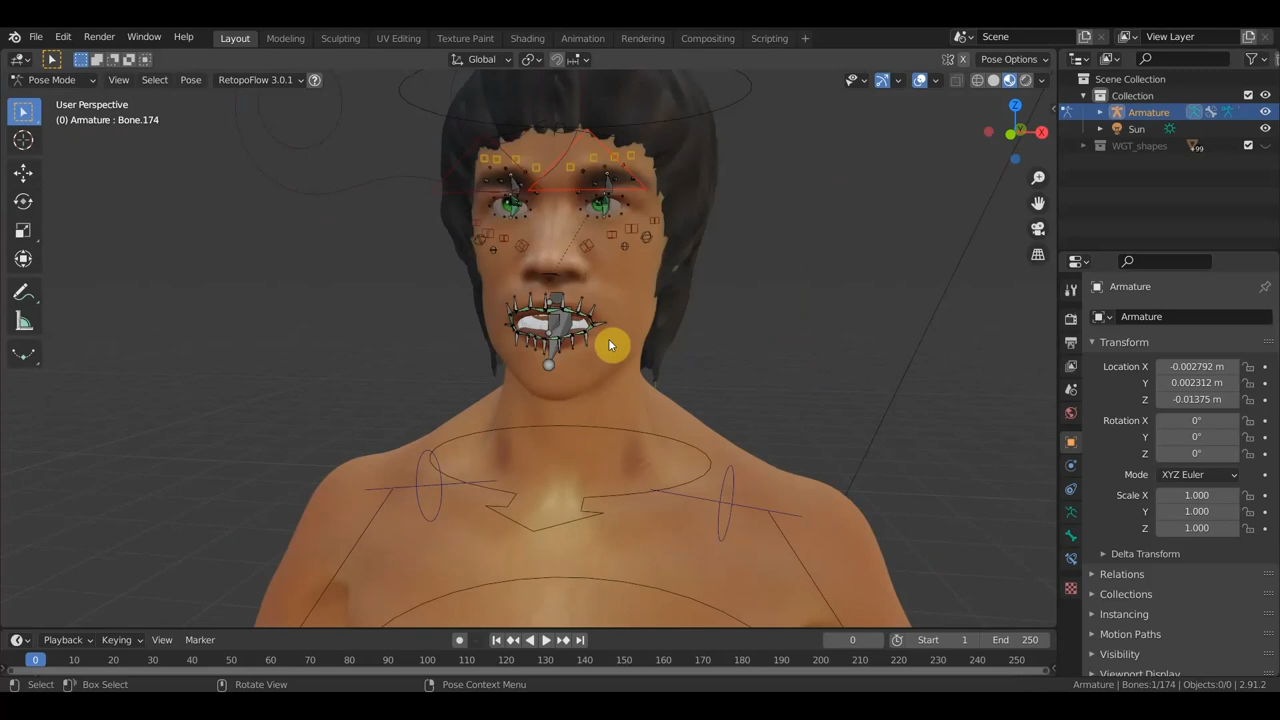 File Edit Render Window Help Layout Modeling Sculpting UV Editing Texture Paint Shading Animation Rendering Compositing Scripting + Scene View Layer
Global Pose Options
Pose Mode View Select Pose RetopoFlow 3.0.1 ?
User Perspective
(0) Armature : Bone.174
Z
X
Y
Scene Collection
Collection
Armature
Sun
WGT_shapes 99
Armature
Armature
Transform
Location X -0.002792 m
Y 0.002312 m
Z -0.01375 m
Rotation X 0°
Y 0°
Z 0°
Mode XYZ Euler
Scale X 1.000
Y 1.000
Z 1.000
Delta Transform
Relations
Collections
Instancing
Motion Paths
Visibility
Viewport Display
Playback Keying View Marker 0 Start 1 End 250
0 10 20 30 40 50 60 70 80 90 100 110 120 130 140 150 160 170 180 190 200 210 220 230 240 250
Select Box Select Rotate View Pose Context Menu Armature | Bones:1/174 | Objects:0/0 | 2.91.2